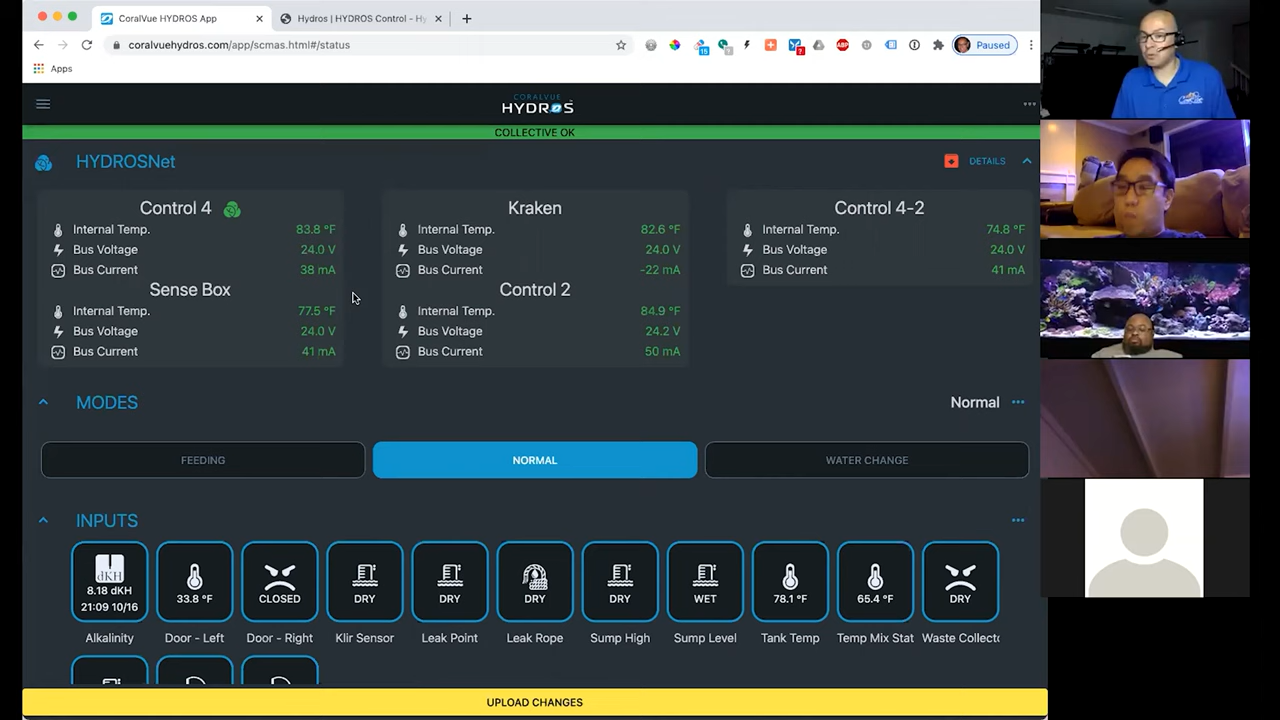 CoralVue HYDROS App
Hydros | HYDROS Control - Hy
coralvuehydros.com/app/scmas.html#/status
15
7
ABP
Paused
Apps
CORALVUE
HYDROS
COLLECTIVE OK
HYDROSNet
DETAILS
Control 4
Internal Temp. 83.8 °F
Bus Voltage 24.0 V
Bus Current 38 mA
Sense Box
Internal Temp. 77.5 °F
Bus Voltage 24.0 V
Bus Current 41 mA
Kraken
Internal Temp. 82.6 °F
Bus Voltage 24.0 V
Bus Current -22 mA
Control 2
Internal Temp. 84.9 °F
Bus Voltage 24.2 V
Bus Current 50 mA
Control 4-2
Internal Temp. 74.8 °F
Bus Voltage 24.0 V
Bus Current 41 mA
MODES
Normal
FEEDING
NORMAL
WATER CHANGE
INPUTS
dKH
8.18 dKH
21:09 10/16
Alkalinity
33.8 °F
Door - Left
CLOSED
Door - Right
DRY
Klir Sensor
DRY
Leak Point
DRY
Leak Rope
DRY
Sump High
WET
Sump Level
78.1 °F
Tank Temp
65.4 °F
Temp Mix Stat
DRY
Waste Collecto
UPLOAD CHANGES